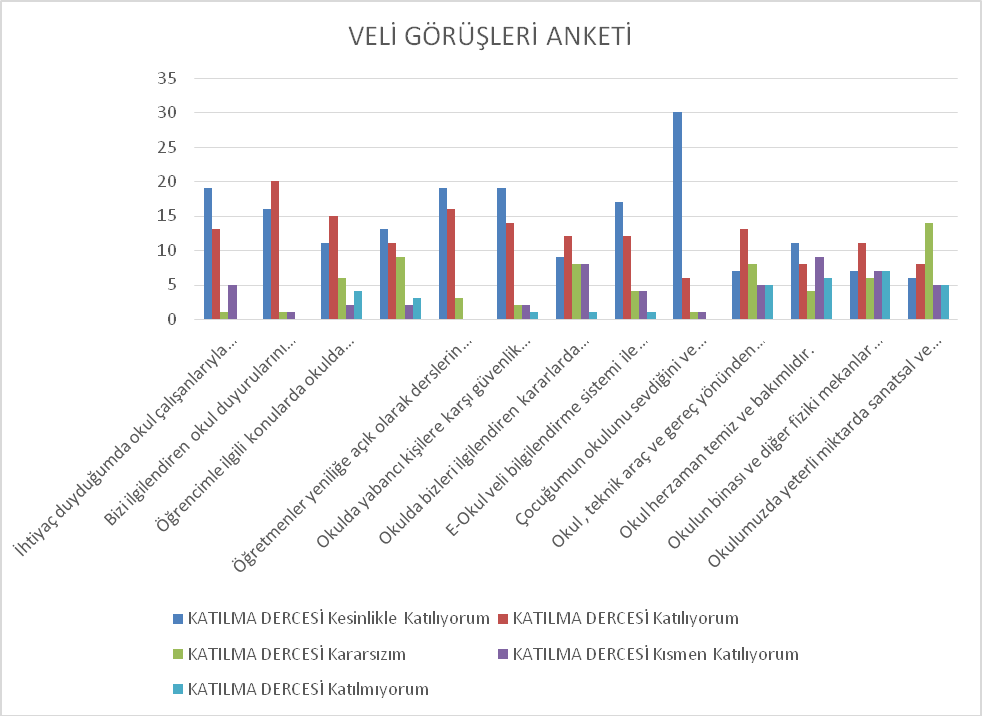 VELİ GÖRÜŞLERİ ANKETİ
35
30
25
20
15
10
5
0
İhtiyaç duyduğumda okul çalışanlarıyla…
Bizi ilgilendiren okul duyurularını…
Öğrencimle ilgili konularda okulda…
Öğretmenler yeniliğe açık olarak derslerin…
Okulda yabancı kişilere karşı güvenlik…
Okulda bizleri ilgilendiren kararlarda…
E-Okul veli bilgilendirme sistemi ile…
Çocuğumun okulunu sevdiğini ve…
Okul , teknik araç ve gereç yönünden…
Okul herzaman temiz ve bakımlıdır.
Okulun binası ve diğer fiziki mekanlar…
Okulumuzda yeterli miktarda sanatsal ve…
KATILMA DERCESİ Kesinlikle Katılıyorum
KATILMA DERCESİ Katılıyorum
KATILMA DERCESİ Kararsızım
KATILMA DERCESİ Kısmen Katılıyorum
KATILMA DERCESİ Katılmıyorum